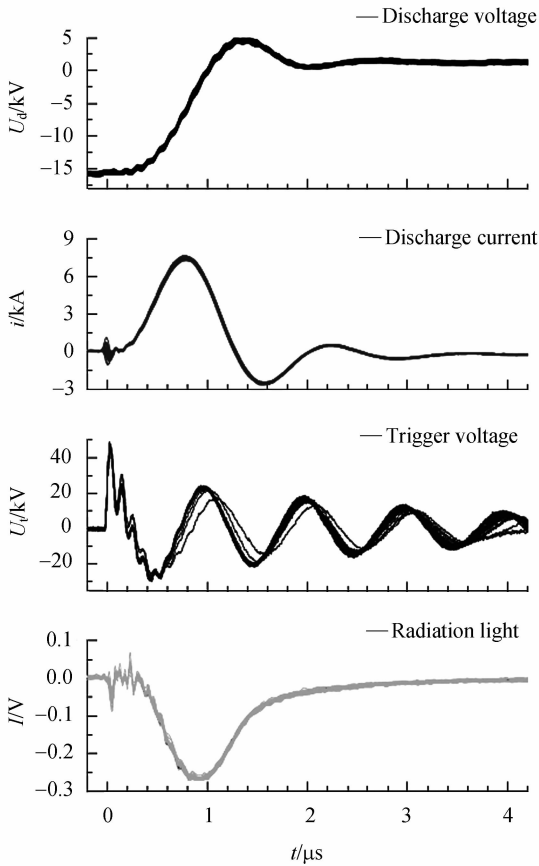 Discharge voltage
5
0
−5
−10
−15
Ud/kV
Discharge current
9
6
3
0
−3
i/kA
Trigger voltage
40
20
0
−20
Ut/kV
Radiation light
0.1
0.0
−0.1
−0.2
−0.3
I/V
0 1 2 3 4
t/μs